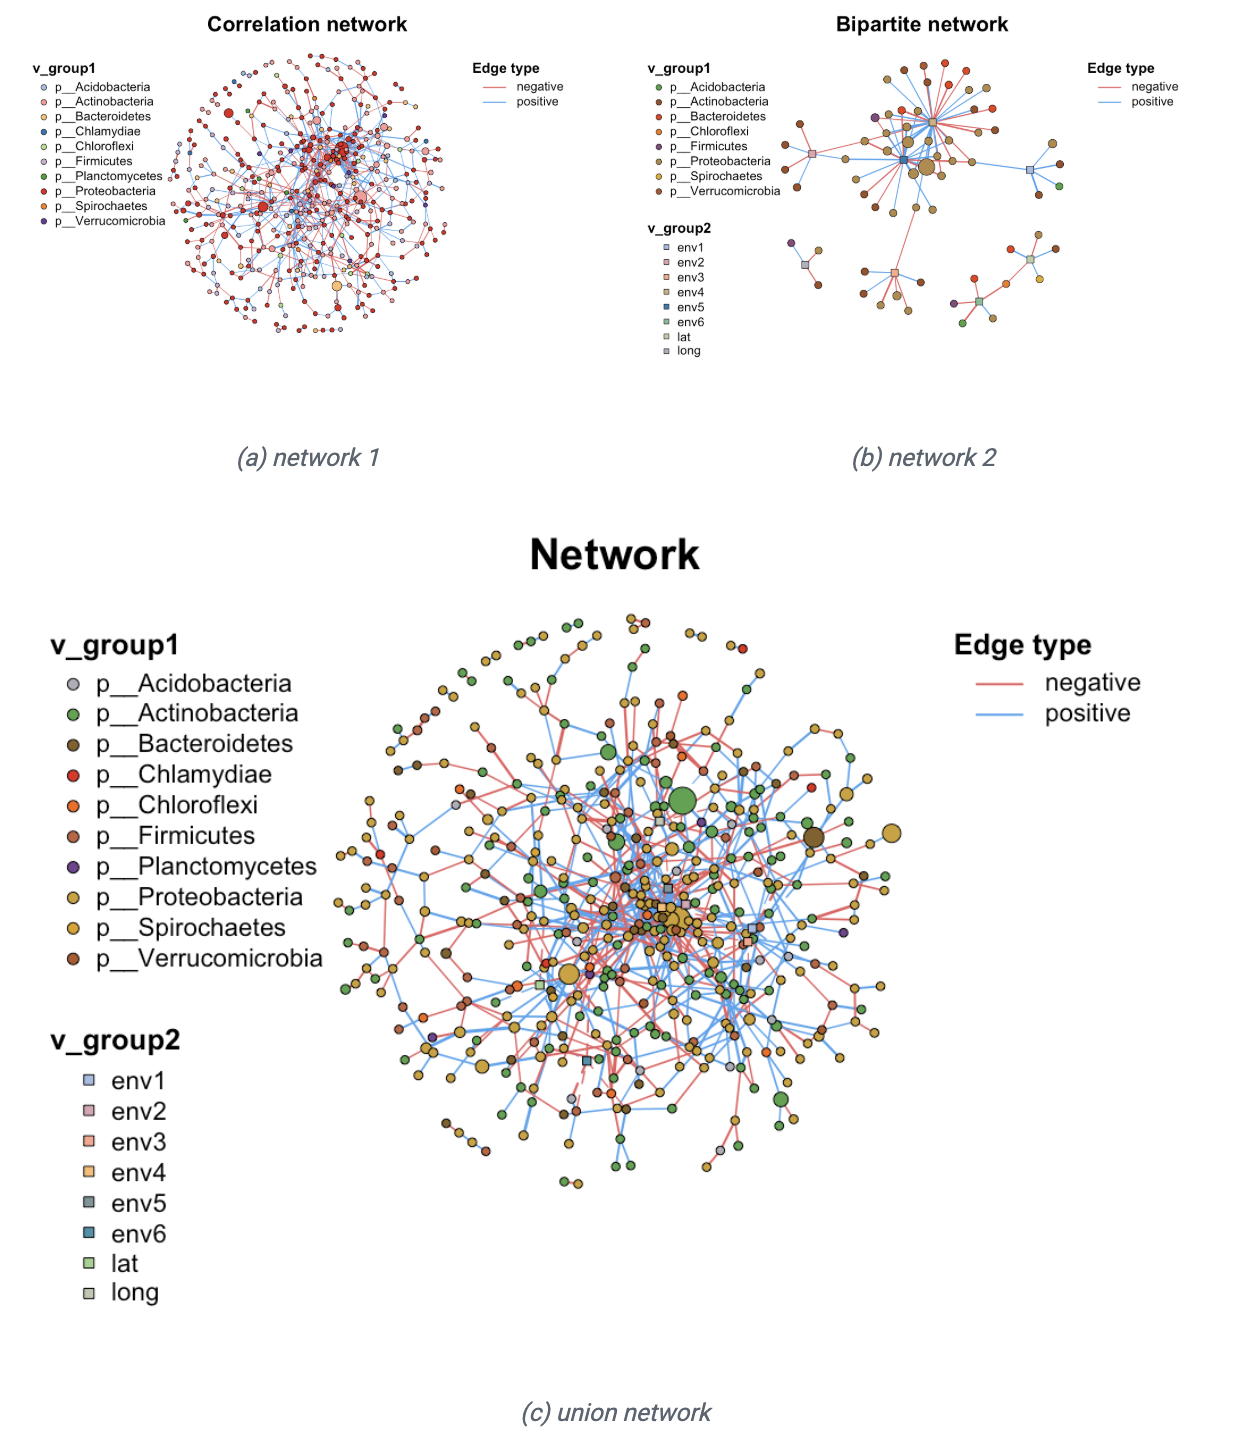 Correlation network
v_group1
p__Acidobacteria
p__Actinobacteria
p__Bacteroidetes
p__Chlamydiae
p__Chloroflexi
p__Firmicutes
p__Planctomycetes
p__Proteobacteria
p__Spirochaetes
p__Verrucomicrobia
Edge type
negative
positive
(a) network 1
Bipartite network
v_group1
p__Acidobacteria
p__Actinobacteria
p__Bacteroidetes
p__Chloroflexi
p__Firmicutes
p__Proteobacteria
p__Spirochaetes
p__Verrucomicrobia
v_group2
env1
env2
env3
env4
env5
env6
lat
long
Edge type
negative
positive
(b) network 2
Network
v_group1
p__Acidobacteria
p__Actinobacteria
p__Bacteroidetes
p__Chlamydiae
p__Chloroflexi
p__Firmicutes
p__Planctomycetes
p__Proteobacteria
p__Spirochaetes
p__Verrucomicrobia
v_group2
env1
env2
env3
env4
env5
env6
lat
long
Edge type
negative
positive
(c) union network